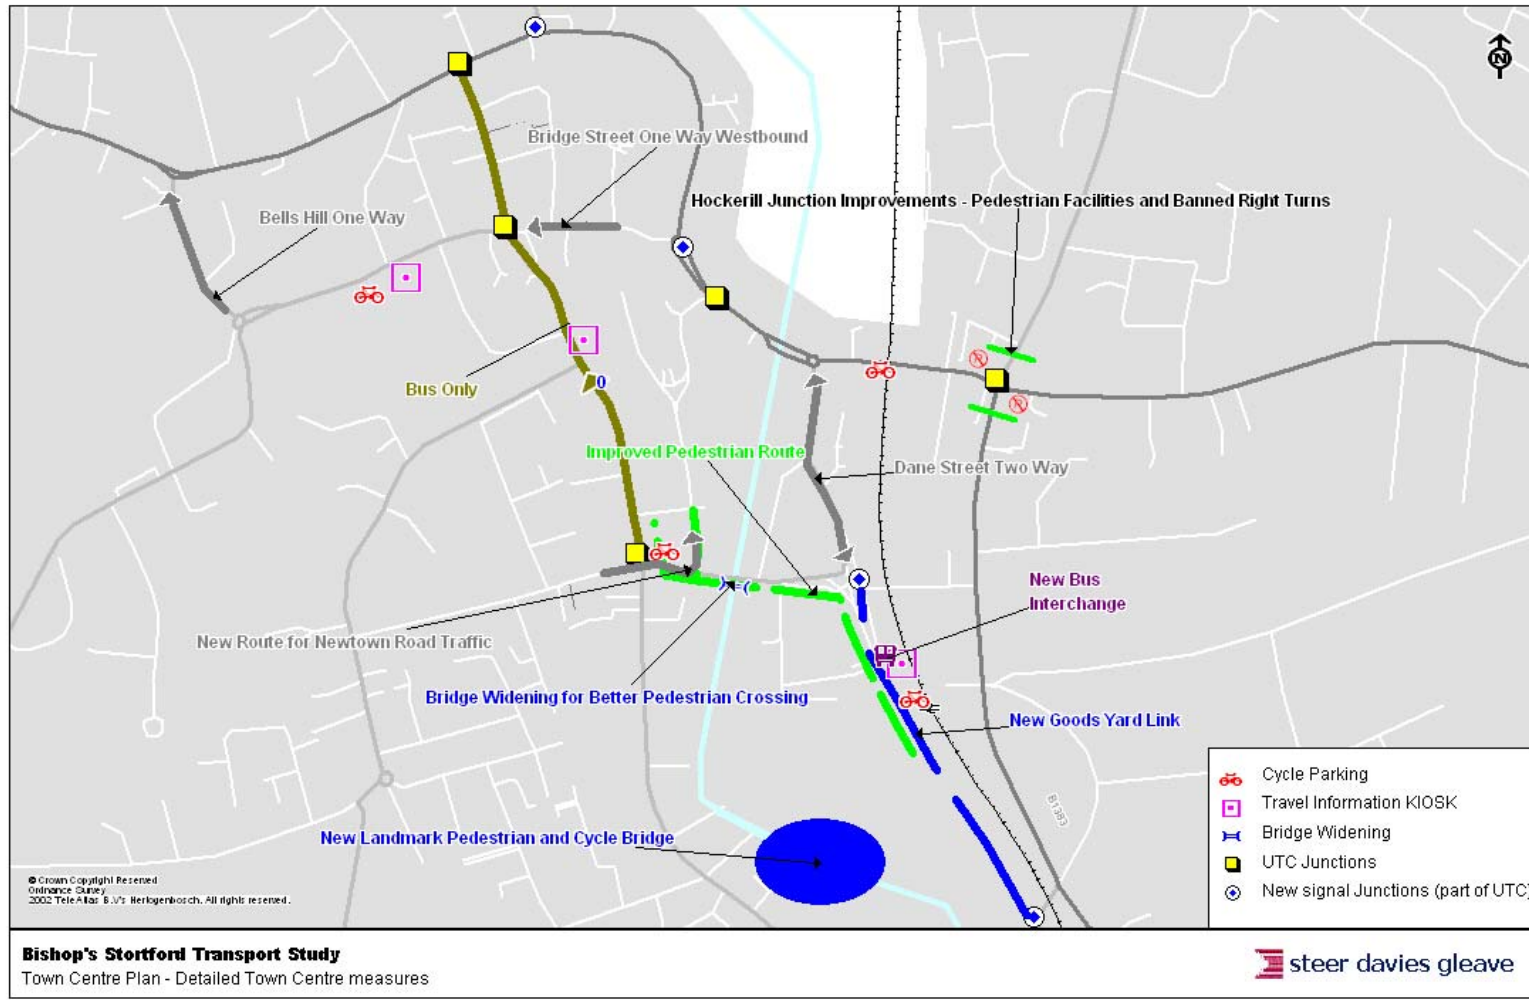 N
Bridge Street One Way Westbound
Hockerill Junction Improvements - Pedestrian Facilities and Banned Right Turns
Bells Hill One Way
Bus Only
0
Improved Pedestrian Route
Dane Street Two Way
New Bus
Interchange
New Route for Newtown Road Traffic
Bridge Widening for Better Pedestrian Crossing
New Goods Yard Link
B1383
New Landmark Pedestrian and Cycle Bridge
Cycle Parking
Travel Information KIOSK
Bridge Widening
UTC Junctions
New signal Junctions (part of UTC)
© Crown Copyright Reserved
Ordnance Survey
2002 Tele Atlas B.V's Hertogenbosch. All rights reserved.
Bishop's Stortford Transport Study
Town Centre Plan - Detailed Town Centre measures
steer davies gleave